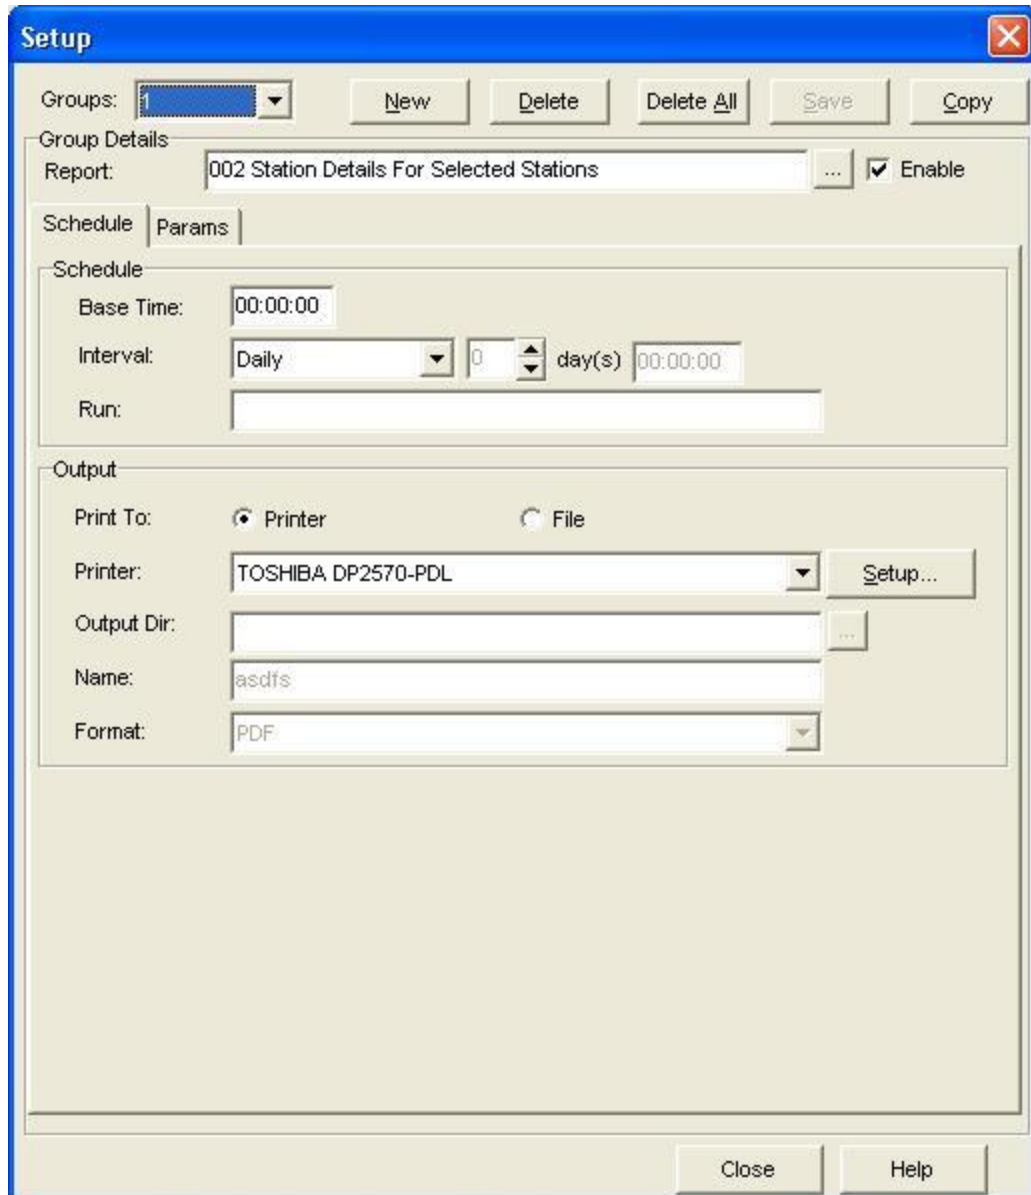 Setup
Groups: 1 New Delete Delete All Save Copy
Group Details
Report: 002 Station Details For Selected Stations ... Enable
Schedule Params
Schedule
Base Time: 00:00:00
Interval: Daily 0 day(s) 00:00:00
Run:
Output
Print To: Printer File
Printer: TOSHIBA DP2570-PDL Setup...
Output Dir: ...
Name: asdfs
Format: PDF
Close Help